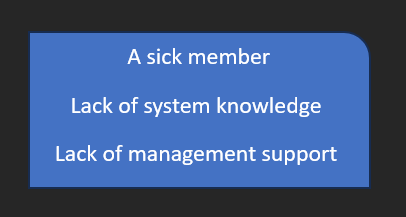 A sick member
Lack of system knowledge
Lack of management support